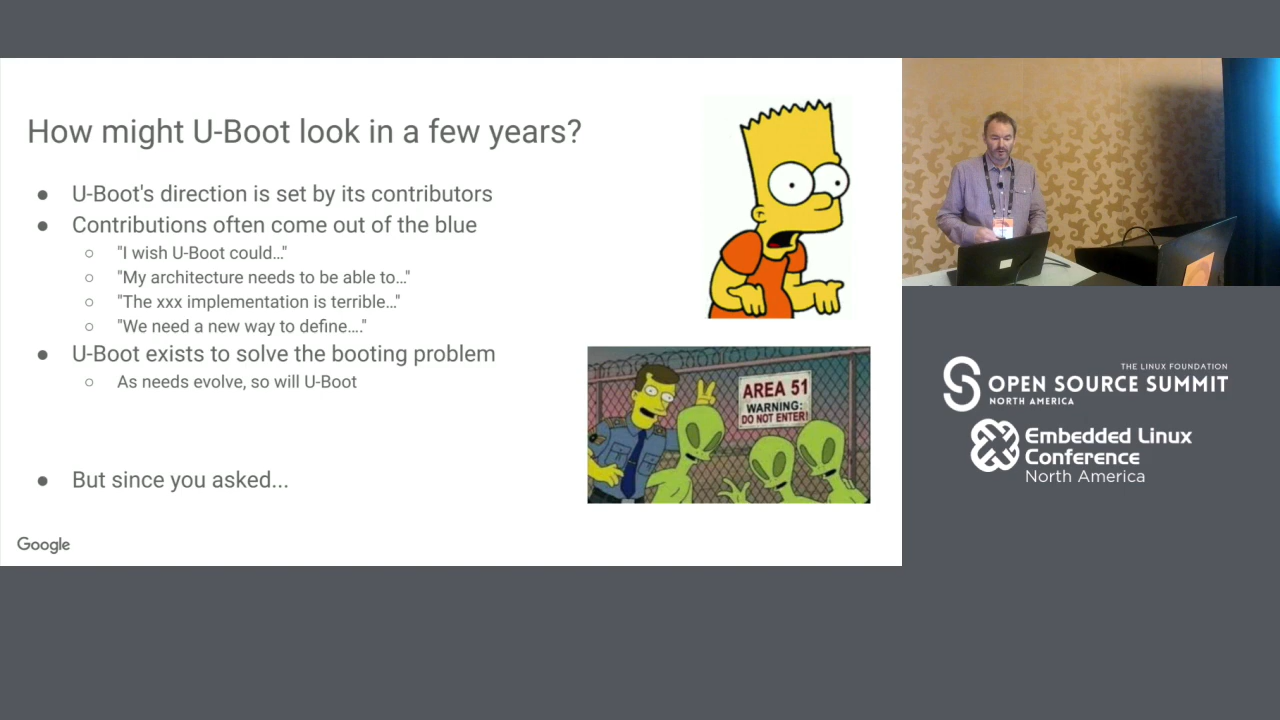 How might U-Boot look in a few years?
● U-Boot's direction is set by its contributors
● Contributions often come out of the blue
○ "I wish U-Boot could…"
○ "My architecture needs to be able to…"
○ "The xxx implementation is terrible…"
○ "We need a new way to define…."
● U-Boot exists to solve the booting problem
○ As needs evolve, so will U-Boot
● But since you asked...
AREA 51
WARNING:
DO NOT ENTER!
Google
THE LINUX FOUNDATION
OPEN SOURCE SUMMIT
NORTH AMERICA
Embedded Linux
Conference
North America